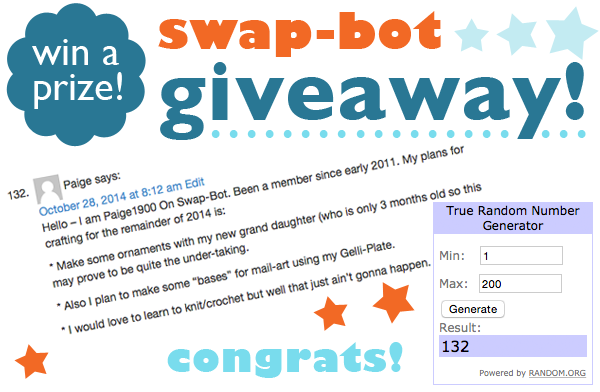 win a
prize!
swap-bot
giveaway!
132.
Paige says:
October 28, 2014 at 8:12 am Edit
Hello – I am Paige1900 On Swap-Bot. Been a member since early 2011. My plans for
crafting for the remainder of 2014 is:
* Make some ornaments with my new grand daughter (who is only 3 months old so this
may prove to be quite the under-taking.
* Also I plan to make some “bases” for mail-art using my Gelli-Plate.
* I would love to learn to knit/crochet but well that just ain't gonna happen.
True Random Number
Generator
Min: 1
Max: 200
Generate
Result:
132
Powered by RANDOM.ORG
congrats!